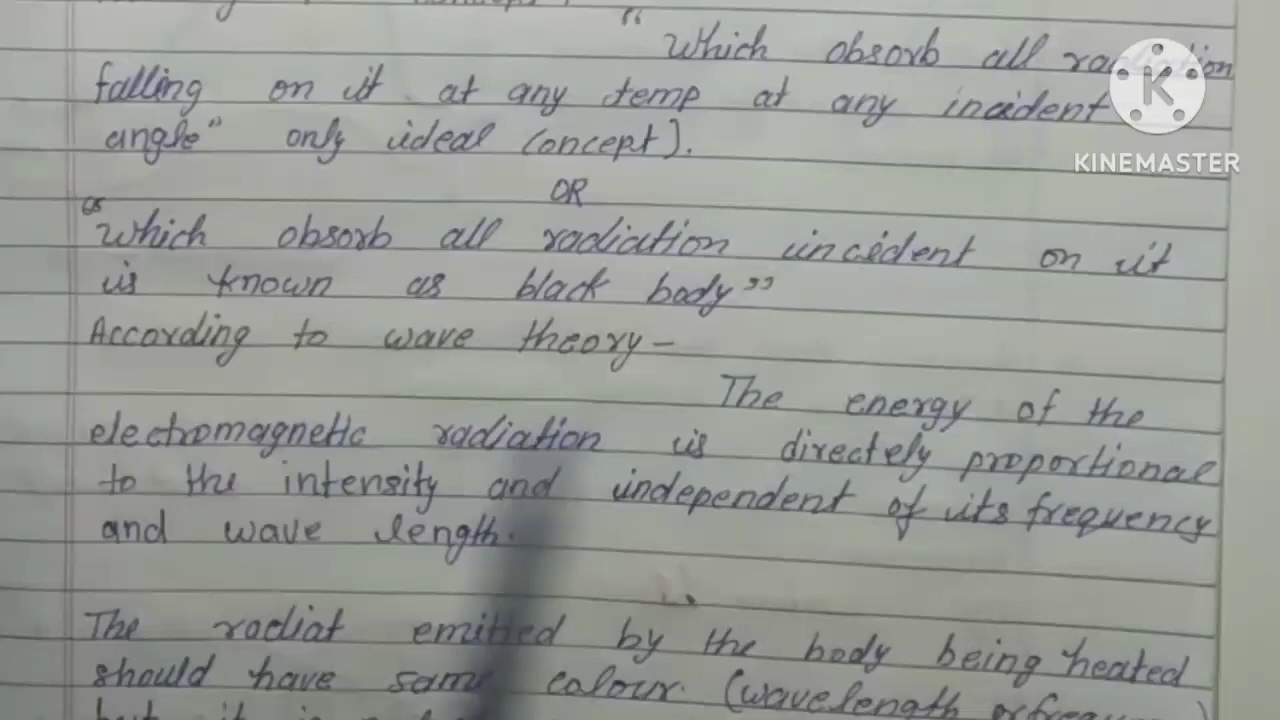 "Which absorb all radiation
falling on it at any temp at any incident
angle" only ideal concept).
OR
"Which absorb all radiation incident on it
is known as black body"
According to wave theory-
The energy of the
electromagnetic radiation is directely proportional
to the intensity and independent of its frequency
and wave length.
The radiat emitted by the body being heated
should have same colour. (wavelength or
KINEMASTER